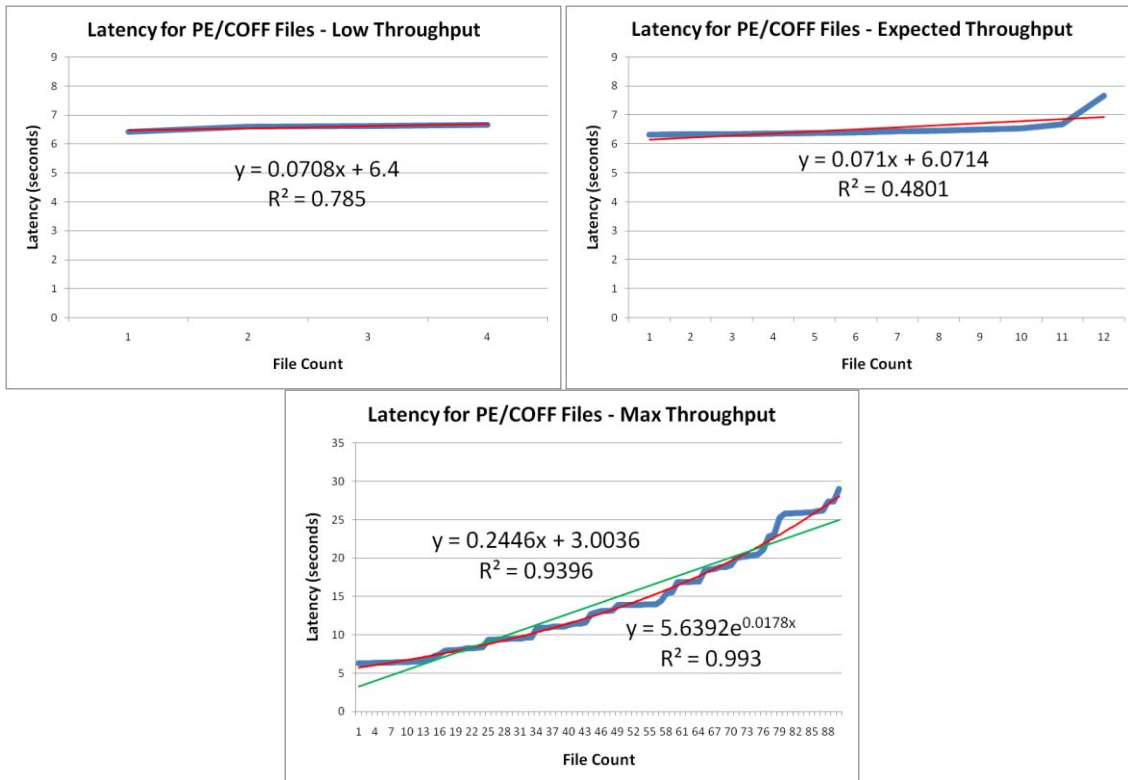 Latency for PE/COFF Files - Low Throughput
Latency (seconds)
9
8
7
6
5
4
3
2
1
0
y = 0.0708x + 6.4
R² = 0.785
1 2 3 4
File Count
Latency for PE/COFF Files - Expected Throughput
Latency (seconds)
9
8
7
6
5
4
3
2
1
0
y = 0.071x + 6.0714
R² = 0.4801
1 2 3 4 5 6 7 8 9 10 11 12
File Count
Latency for PE/COFF Files - Max Throughput
Latency (seconds)
35
30
25
20
15
10
5
0
y = 0.2446x + 3.0036
R² = 0.9396
y = 5.6392e^0.0178x
R² = 0.993
1 4 7 10 13 16 19 22 25 28 31 34 37 40 43 46 49 52 55 58 61 64 67 70 73 76 79 82 85 88
File Count